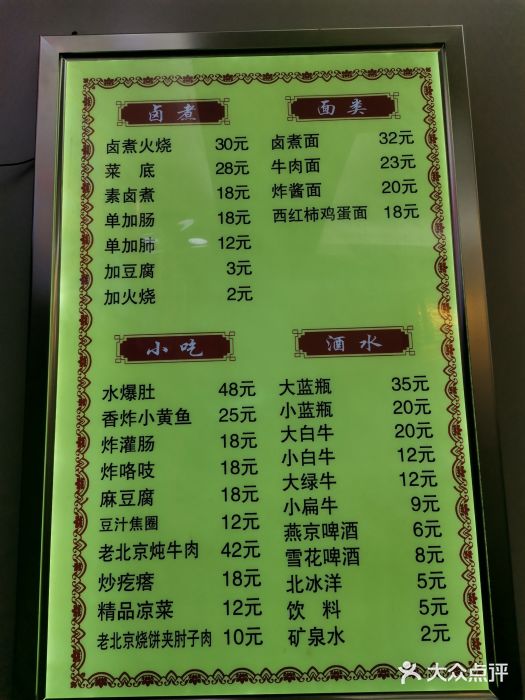 卤煮
卤煮火烧 30元
菜 底 28元
素卤煮 18元
单加肠 18元
单加肺 12元
加豆腐 3元
加火烧 2元
面类
卤煮面 32元
牛肉面 23元
炸酱面 20元
西红柿鸡蛋面 18元
小吃
水爆肚 48元
香炸小黄鱼 25元
炸灌肠 18元
炸咯吱 18元
麻豆腐 18元
豆汁焦圈 12元
老北京炖牛肉 42元
炒疙瘩 18元
精品凉菜 12元
老北京烧饼夹肘子肉 10元
酒水
大蓝瓶 35元
小蓝瓶 20元
大白牛 20元
小白牛 12元
大绿牛 12元
小扁牛 9元
燕京啤酒 6元
雪花啤酒 8元
北冰洋 5元
饮 料 5元
矿泉水 2元
大众点评